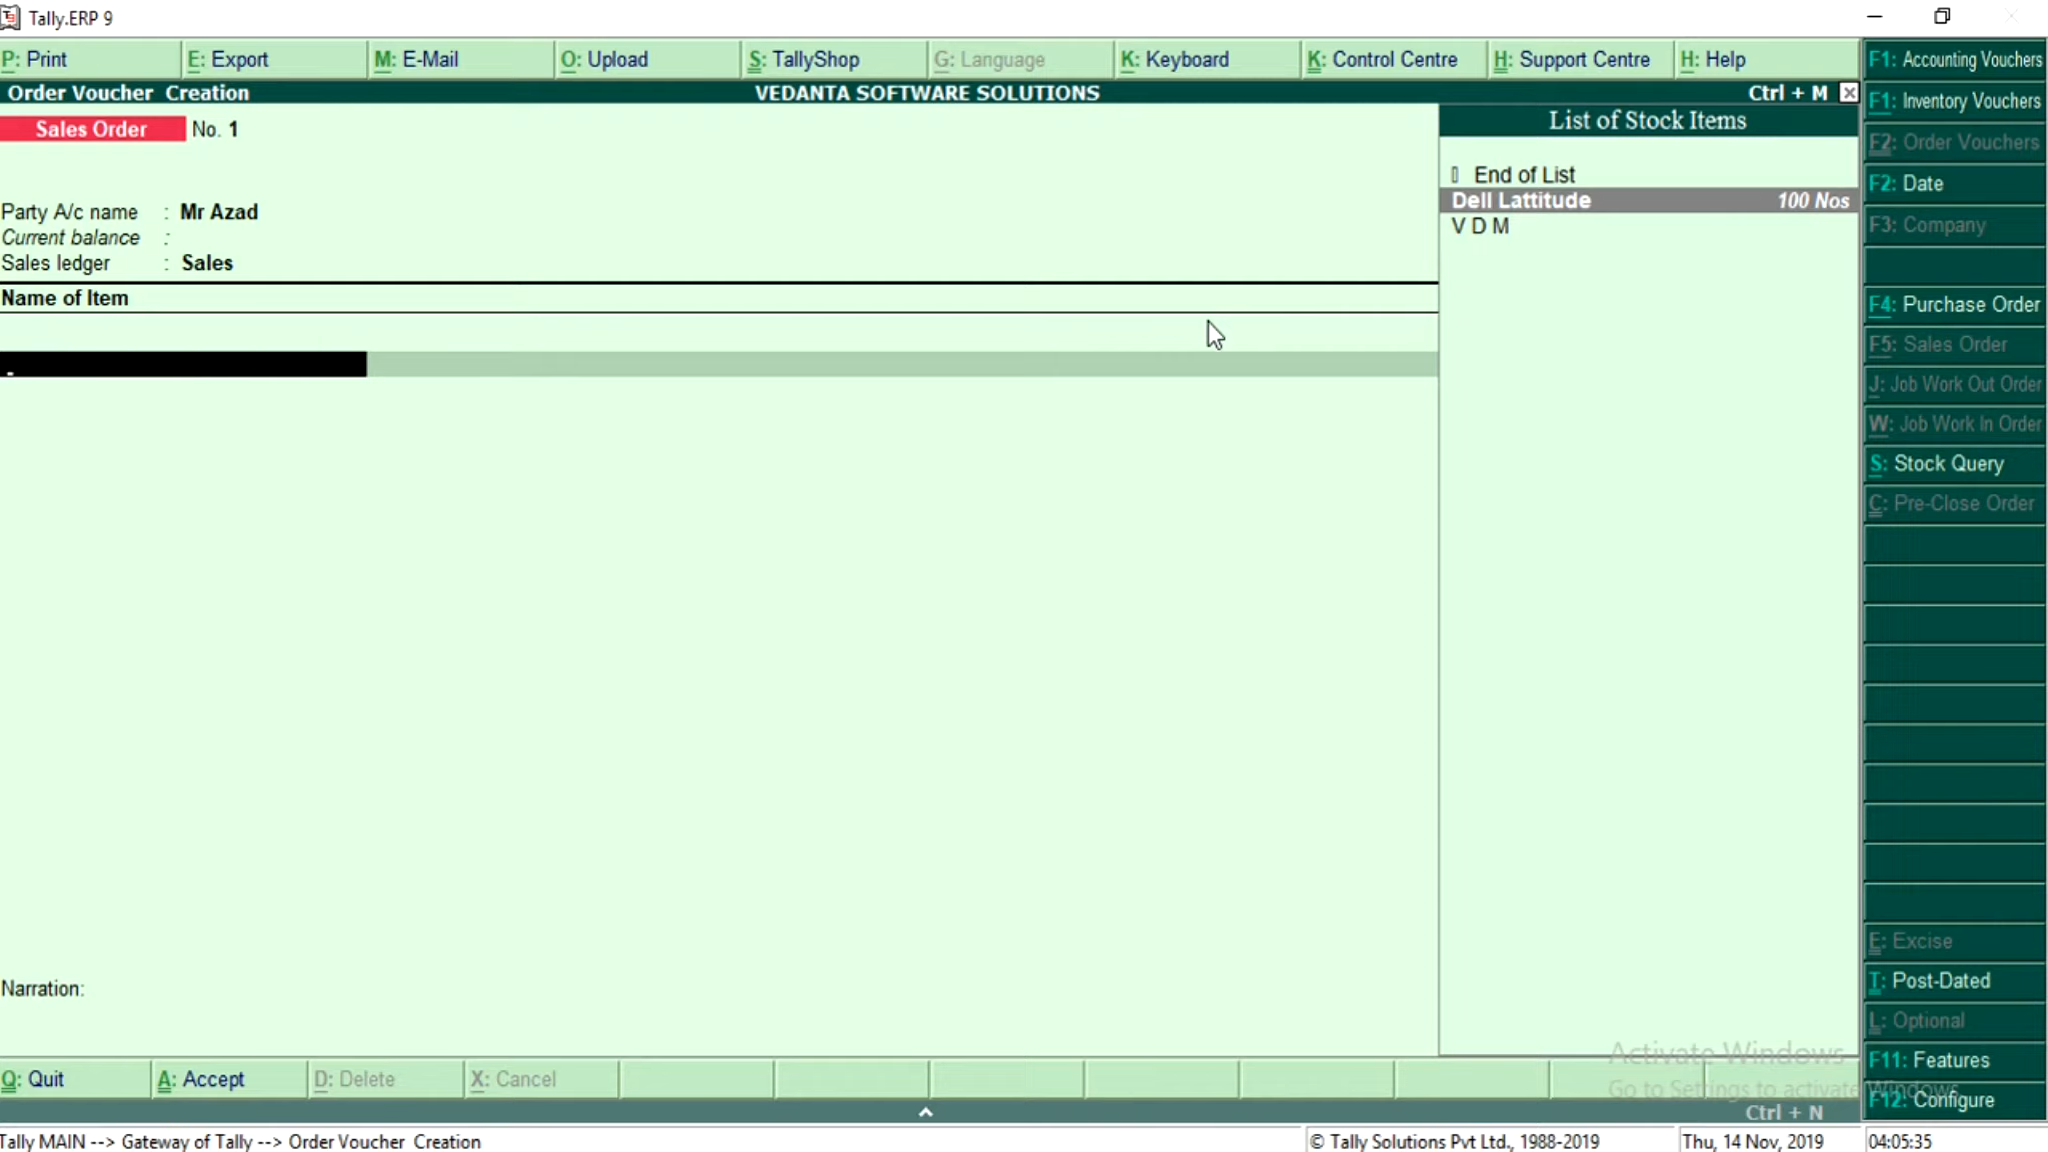 Tally.ERP 9
P: Print E: Export M: E-Mail O: Upload S: TallyShop G: Language K: Keyboard K: Control Centre H: Support Centre H: Help
Order Voucher Creation VEDANTA SOFTWARE SOLUTIONS Ctrl + M
Sales Order No. 1
Party A/c name : Mr Azad
Current balance :
Sales ledger : Sales
Name of Item
Narration:
List of Stock Items
End of List
Dell Lattitude 100 Nos
V D M
F1: Accounting Vouchers
F1: Inventory Vouchers
F2: Order Vouchers
F2: Date
F3: Company
F4: Purchase Order
F5: Sales Order
J: Job Work Out Order
W: Job Work In Order
S: Stock Query
C: Pre-Close Order
E: Excise
T: Post-Dated
L: Optional
F11: Features
F12: Configure
Activate Windows
Go to Settings to activate Windows.
Q: Quit A: Accept D: Delete X: Cancel
Ctrl + N
Tally MAIN --> Gateway of Tally --> Order Voucher Creation © Tally Solutions Pvt Ltd., 1988-2019 Thu, 14 Nov, 2019 04:05:35